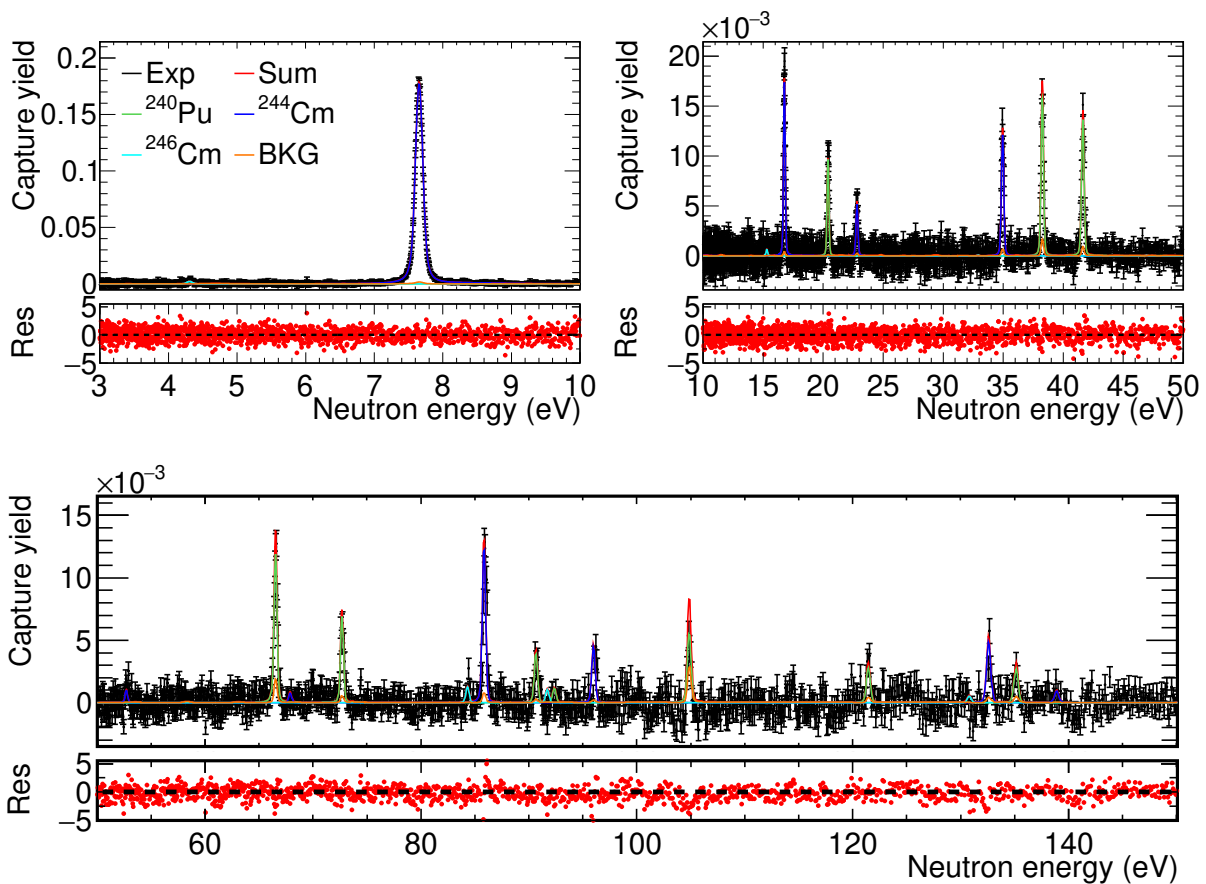 ×10⁻³
Capture yield
0.2
0.15
0.1
0.05
0
Exp
Sum
²⁴⁰Pu
²⁴⁴Cm
²⁴⁶Cm
BKG
Capture yield
20
15
10
5
0
Res
5
0
−5
3 4 5 6 7 8 9 10
Neutron energy (eV)
Res
5
0
−5
10 15 20 25 30 35 40 45 50
Neutron energy (eV)
×10⁻³
Capture yield
15
10
5
0
Res
5
0
−5
60 80 100 120 140
Neutron energy (eV)